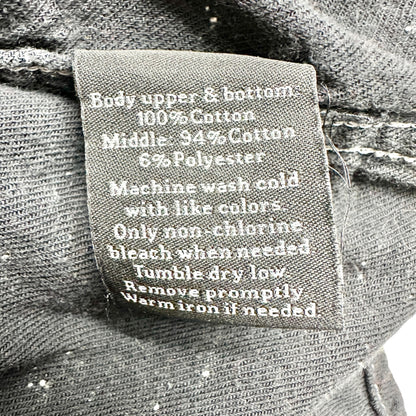 Body upper & bottom:
100% Cotton
Middle: 94% Cotton
6% Polyester
Machine wash cold
with like colors
Only non-chlorine
bleach when needed
Tumble dry low
Remove promptly
Warm iron if needed